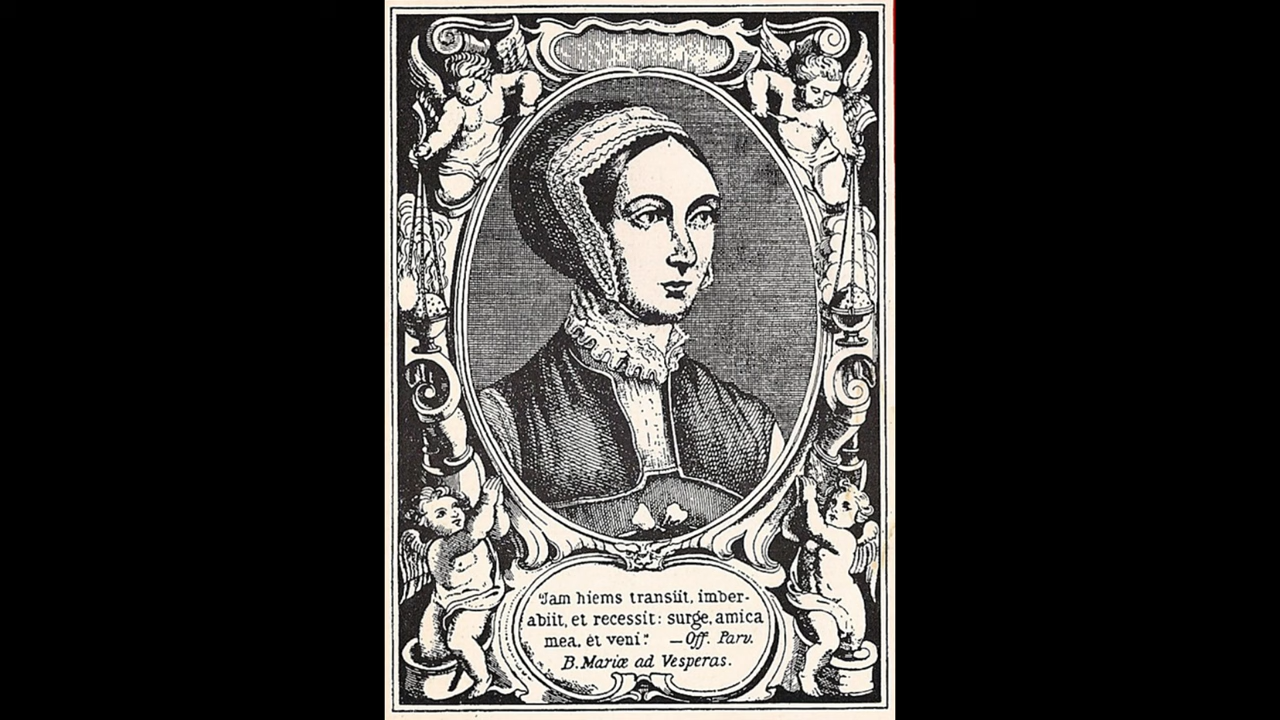 "Jam hiems transiit, imber-
abiit, et recessit: surge, amica
mea, et veni." —Off. Parv.
B. Mariæ ad Vesperas.